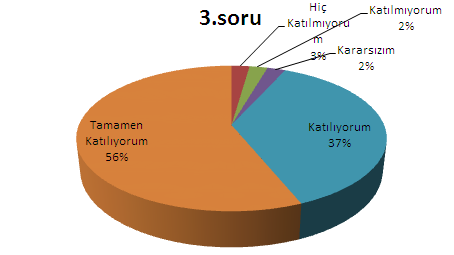 3.soru
Hiç
Katılmıyoru
m
3%
Katılmıyorum
2%
Kararsızım
2%
Katılıyorum
37%
Tamamen
Katılıyorum
56%